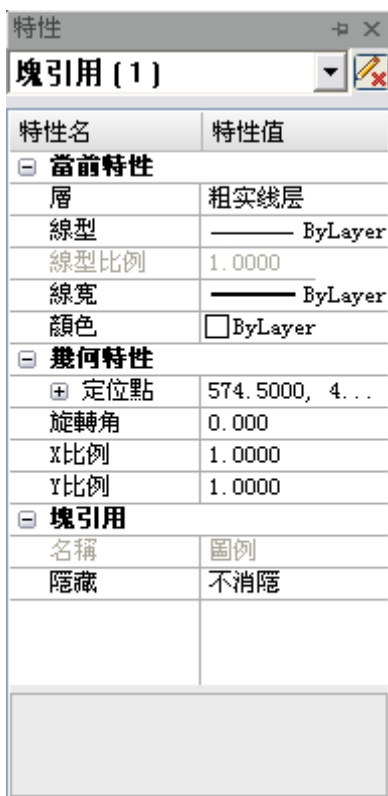 特性
塊引用 (1)
特性名 特性值
當前特性
層 粗实线层
線型 ByLayer
線型比例 1.0000
線寬 ByLayer
顏色 ByLayer
幾何特性
定位點 574.5000, 4...
旋轉角 0.000
X比例 1.0000
Y比例 1.0000
塊引用
名稱 圖例
隱藏 不消隱